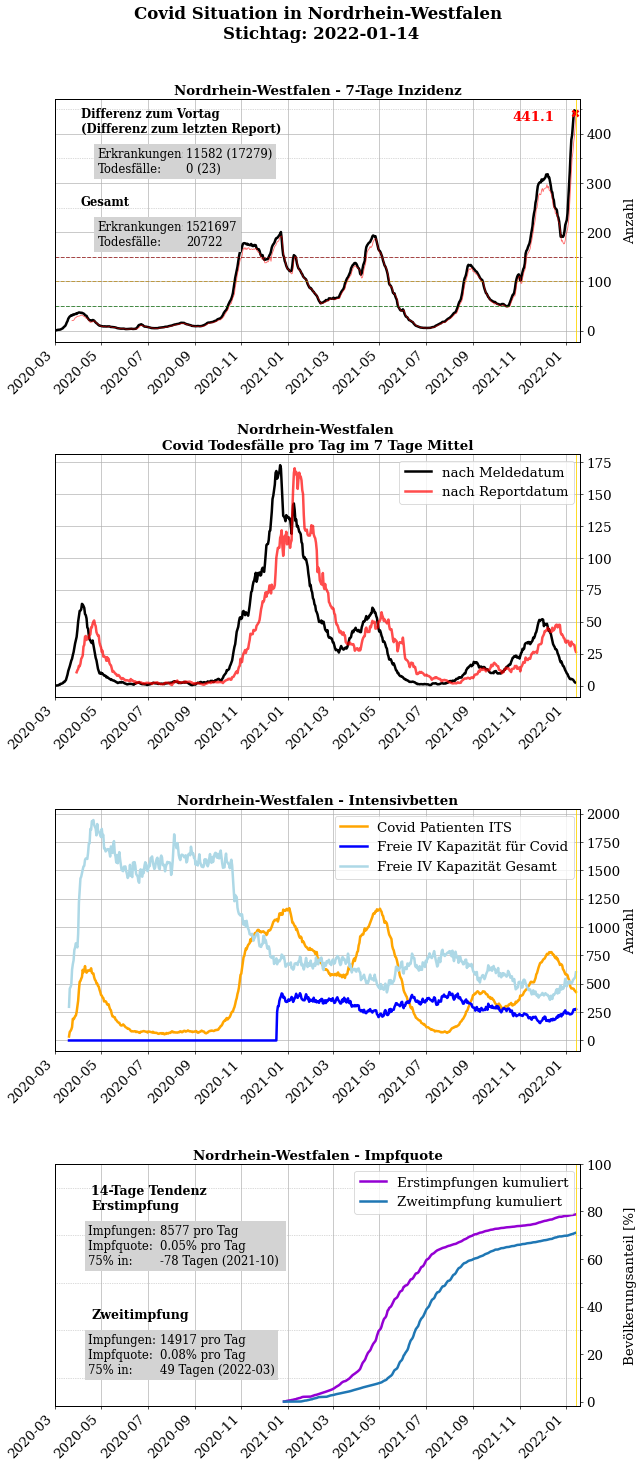 Covid Situation in Nordrhein-Westfalen
Stichtag: 2022-01-14
Nordrhein-Westfalen - 7-Tage Inzidenz
Differenz zum Vortag
(Differenz zum letzten Report)
Erkrankungen 11582 (17279)
Todesfälle: 0 (23)
Gesamt
Erkrankungen 1521697
Todesfälle: 20722
441.1
400
300
200
100
0
Anzahl
2020-03
2020-05
2020-07
2020-09
2020-11
2021-01
2021-03
2021-05
2021-07
2021-09
2021-11
2022-01
Nordrhein-Westfalen
Covid Todesfälle pro Tag im 7 Tage Mittel
nach Meldedatum
nach Reportdatum
175
150
125
100
75
50
25
0
2020-03
2020-05
2020-07
2020-09
2020-11
2021-01
2021-03
2021-05
2021-07
2021-09
2021-11
2022-01
Nordrhein-Westfalen - Intensivbetten
Covid Patienten ITS
Freie IV Kapazität für Covid
Freie IV Kapazität Gesamt
2000
1750
1500
1250
1000
750
500
250
0
Anzahl
2020-03
2020-05
2020-07
2020-09
2020-11
2021-01
2021-03
2021-05
2021-07
2021-09
2021-11
2022-01
Nordrhein-Westfalen - Impfquote
14-Tage Tendenz
Erstimpfung
Impfungen: 8577 pro Tag
Impfquote: 0.05% pro Tag
75% in: -78 Tagen (2021-10)
Zweitimpfung
Impfungen: 14917 pro Tag
Impfquote: 0.08% pro Tag
75% in: 49 Tagen (2022-03)
Erstimpfungen kumuliert
Zweitimpfung kumuliert
100
80
60
40
20
0
Bevölkerungsanteil [%]
2020-03
2020-05
2020-07
2020-09
2020-11
2021-01
2021-03
2021-05
2021-07
2021-09
2021-11
2022-01